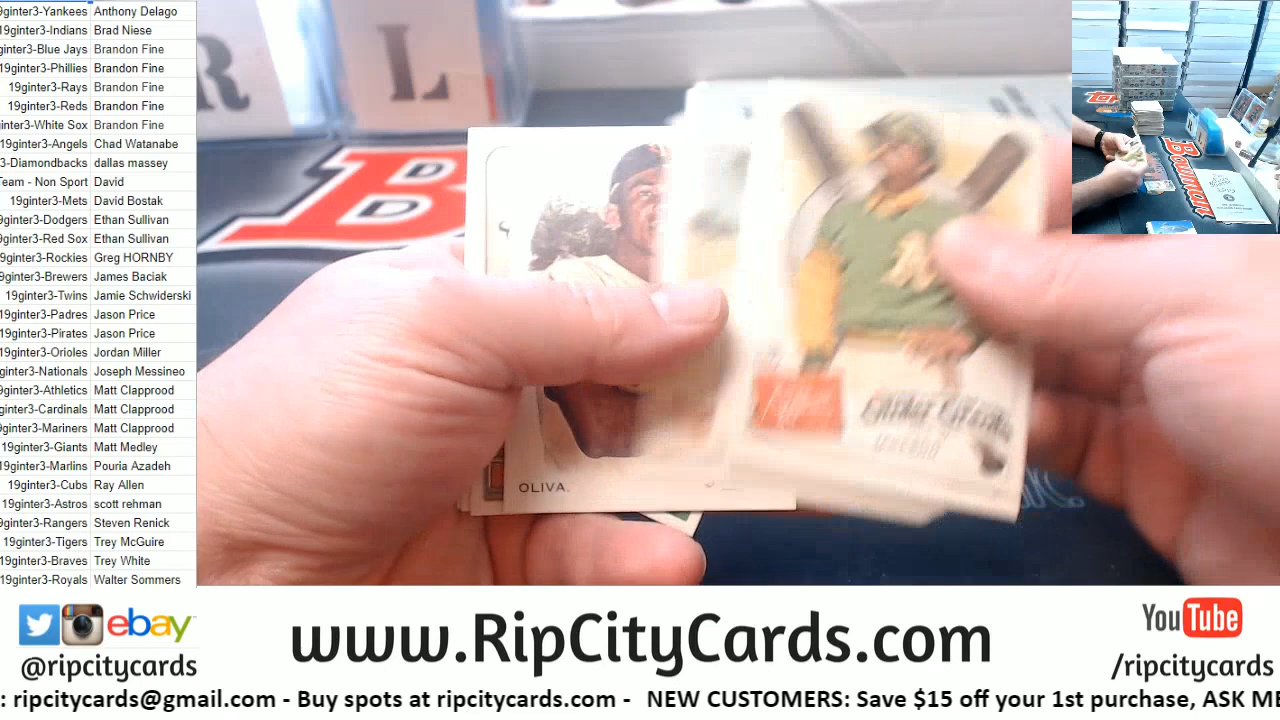 9ginter3-Yankees Anthony Delago
19ginter3-Indians Brad Niese
ginter3-Blue Jays Brandon Fine
19ginter3-Phillies Brandon Fine
19ginter3-Rays Brandon Fine
19ginter3-Reds Brandon Fine
ginter3-White Sox Brandon Fine
19ginter3-Angels Chad Watanabe
3-Diamondbacks dallas massey
Team - Non Sport David
19ginter3-Mets David Bostak
9ginter3-Dodgers Ethan Sullivan
19ginter3-Red Sox Ethan Sullivan
19ginter3-Rockies Greg HORNBY
9ginter3-Brewers James Baciak
19ginter3-Twins Jamie Schwiderski
19ginter3-Padres Jason Price
19ginter3-Pirates Jason Price
19ginter3-Orioles Jordan Miller
19ginter3-Nationals Joseph Messineo
9ginter3-Athletics Matt Clapprood
ginter3-Cardinals Matt Clapprood
9ginter3-Mariners Matt Clapprood
19ginter3-Giants Matt Medley
19ginter3-Marlins Pouria Azadeh
19ginter3-Cubs Ray Allen
19ginter3-Astros scott rehman
9ginter3-Rangers Steven Renick
19ginter3-Tigers Trey McGuire
19ginter3-Braves Trey White
19ginter3-Royals Walter Sommers
R L
B
A's
OLIVA.
ebay
@ripcitycards
www.RipCityCards.com
YouTube
/ripcitycards
: ripcitycards@gmail.com - Buy spots at ripcitycards.com - NEW CUSTOMERS: Save $15 off your 1st purchase, ASK ME